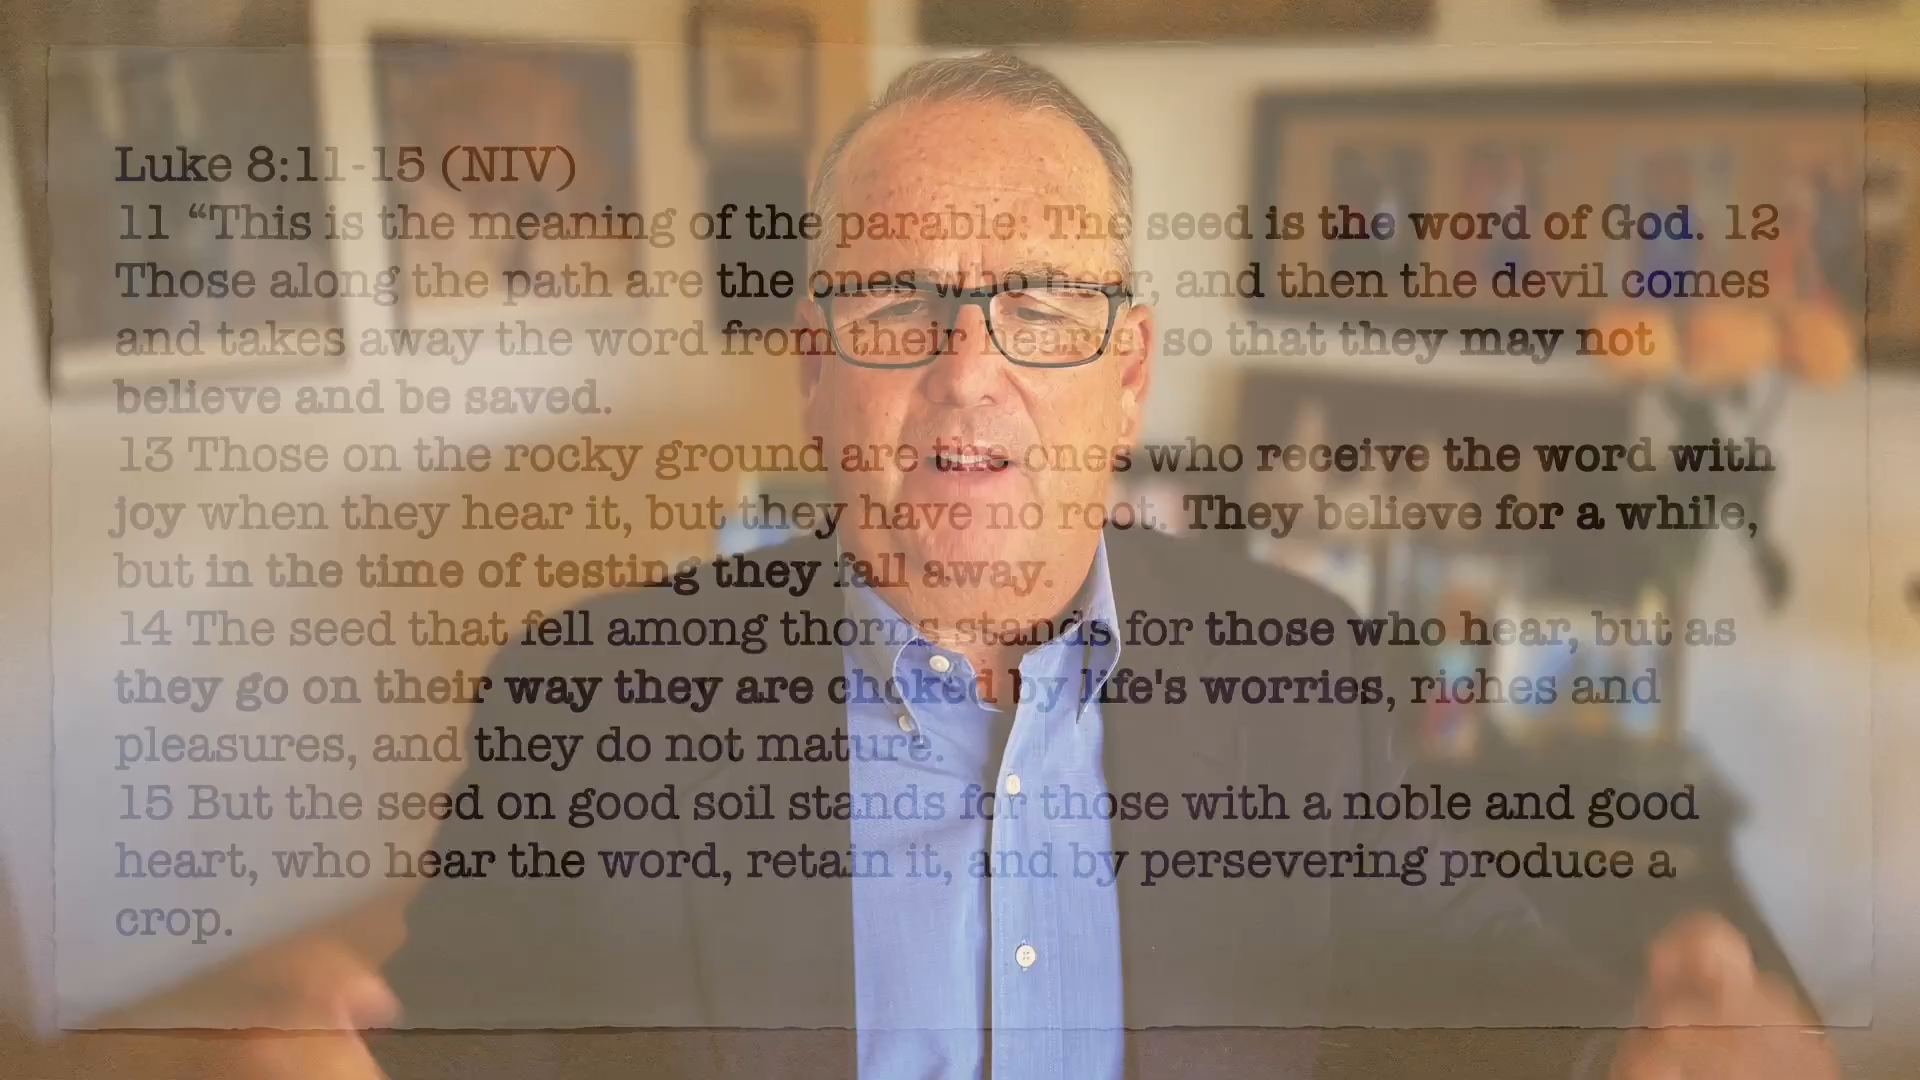 Luke 8:11-15 (NIV)
11 “This is the meaning of the parable: The seed is the word of God. 12
Those along the path are the ones who hear, and then the devil comes
and takes away the word from their hearts, so that they may not
believe and be saved.
13 Those on the rocky ground are the ones who receive the word with
joy when they hear it, but they have no root. They believe for a while,
but in the time of testing they fall away.
14 The seed that fell among thorns stands for those who hear, but as
they go on their way they are choked by life's worries, riches and
pleasures, and they do not mature.
15 But the seed on good soil stands for those with a noble and good
heart, who hear the word, retain it, and by persevering produce a
crop.